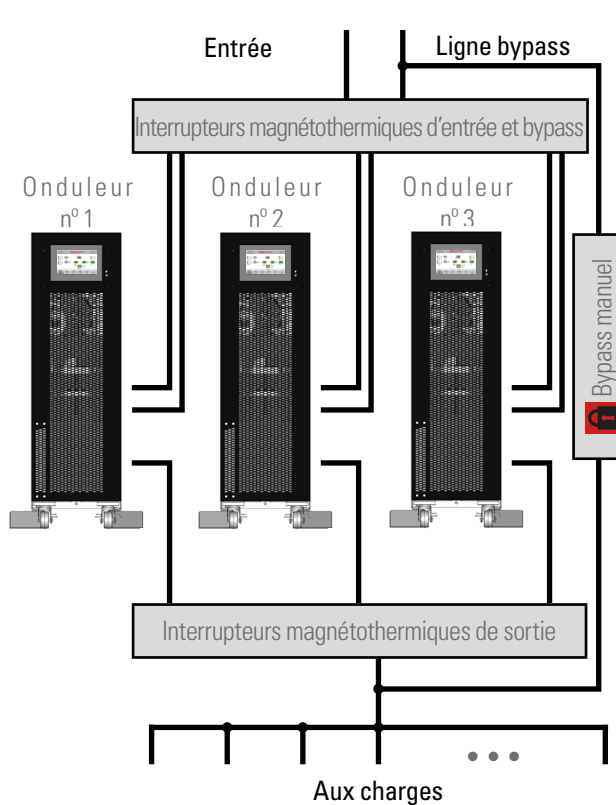 Entrée
Ligne bypass
Interrupteurs magnétothermiques d'entrée et bypass
Onduleur
nº 1
Onduleur
nº 2
Onduleur
nº 3
Bypass manuel
Interrupteurs magnétothermiques de sortie
Aux charges